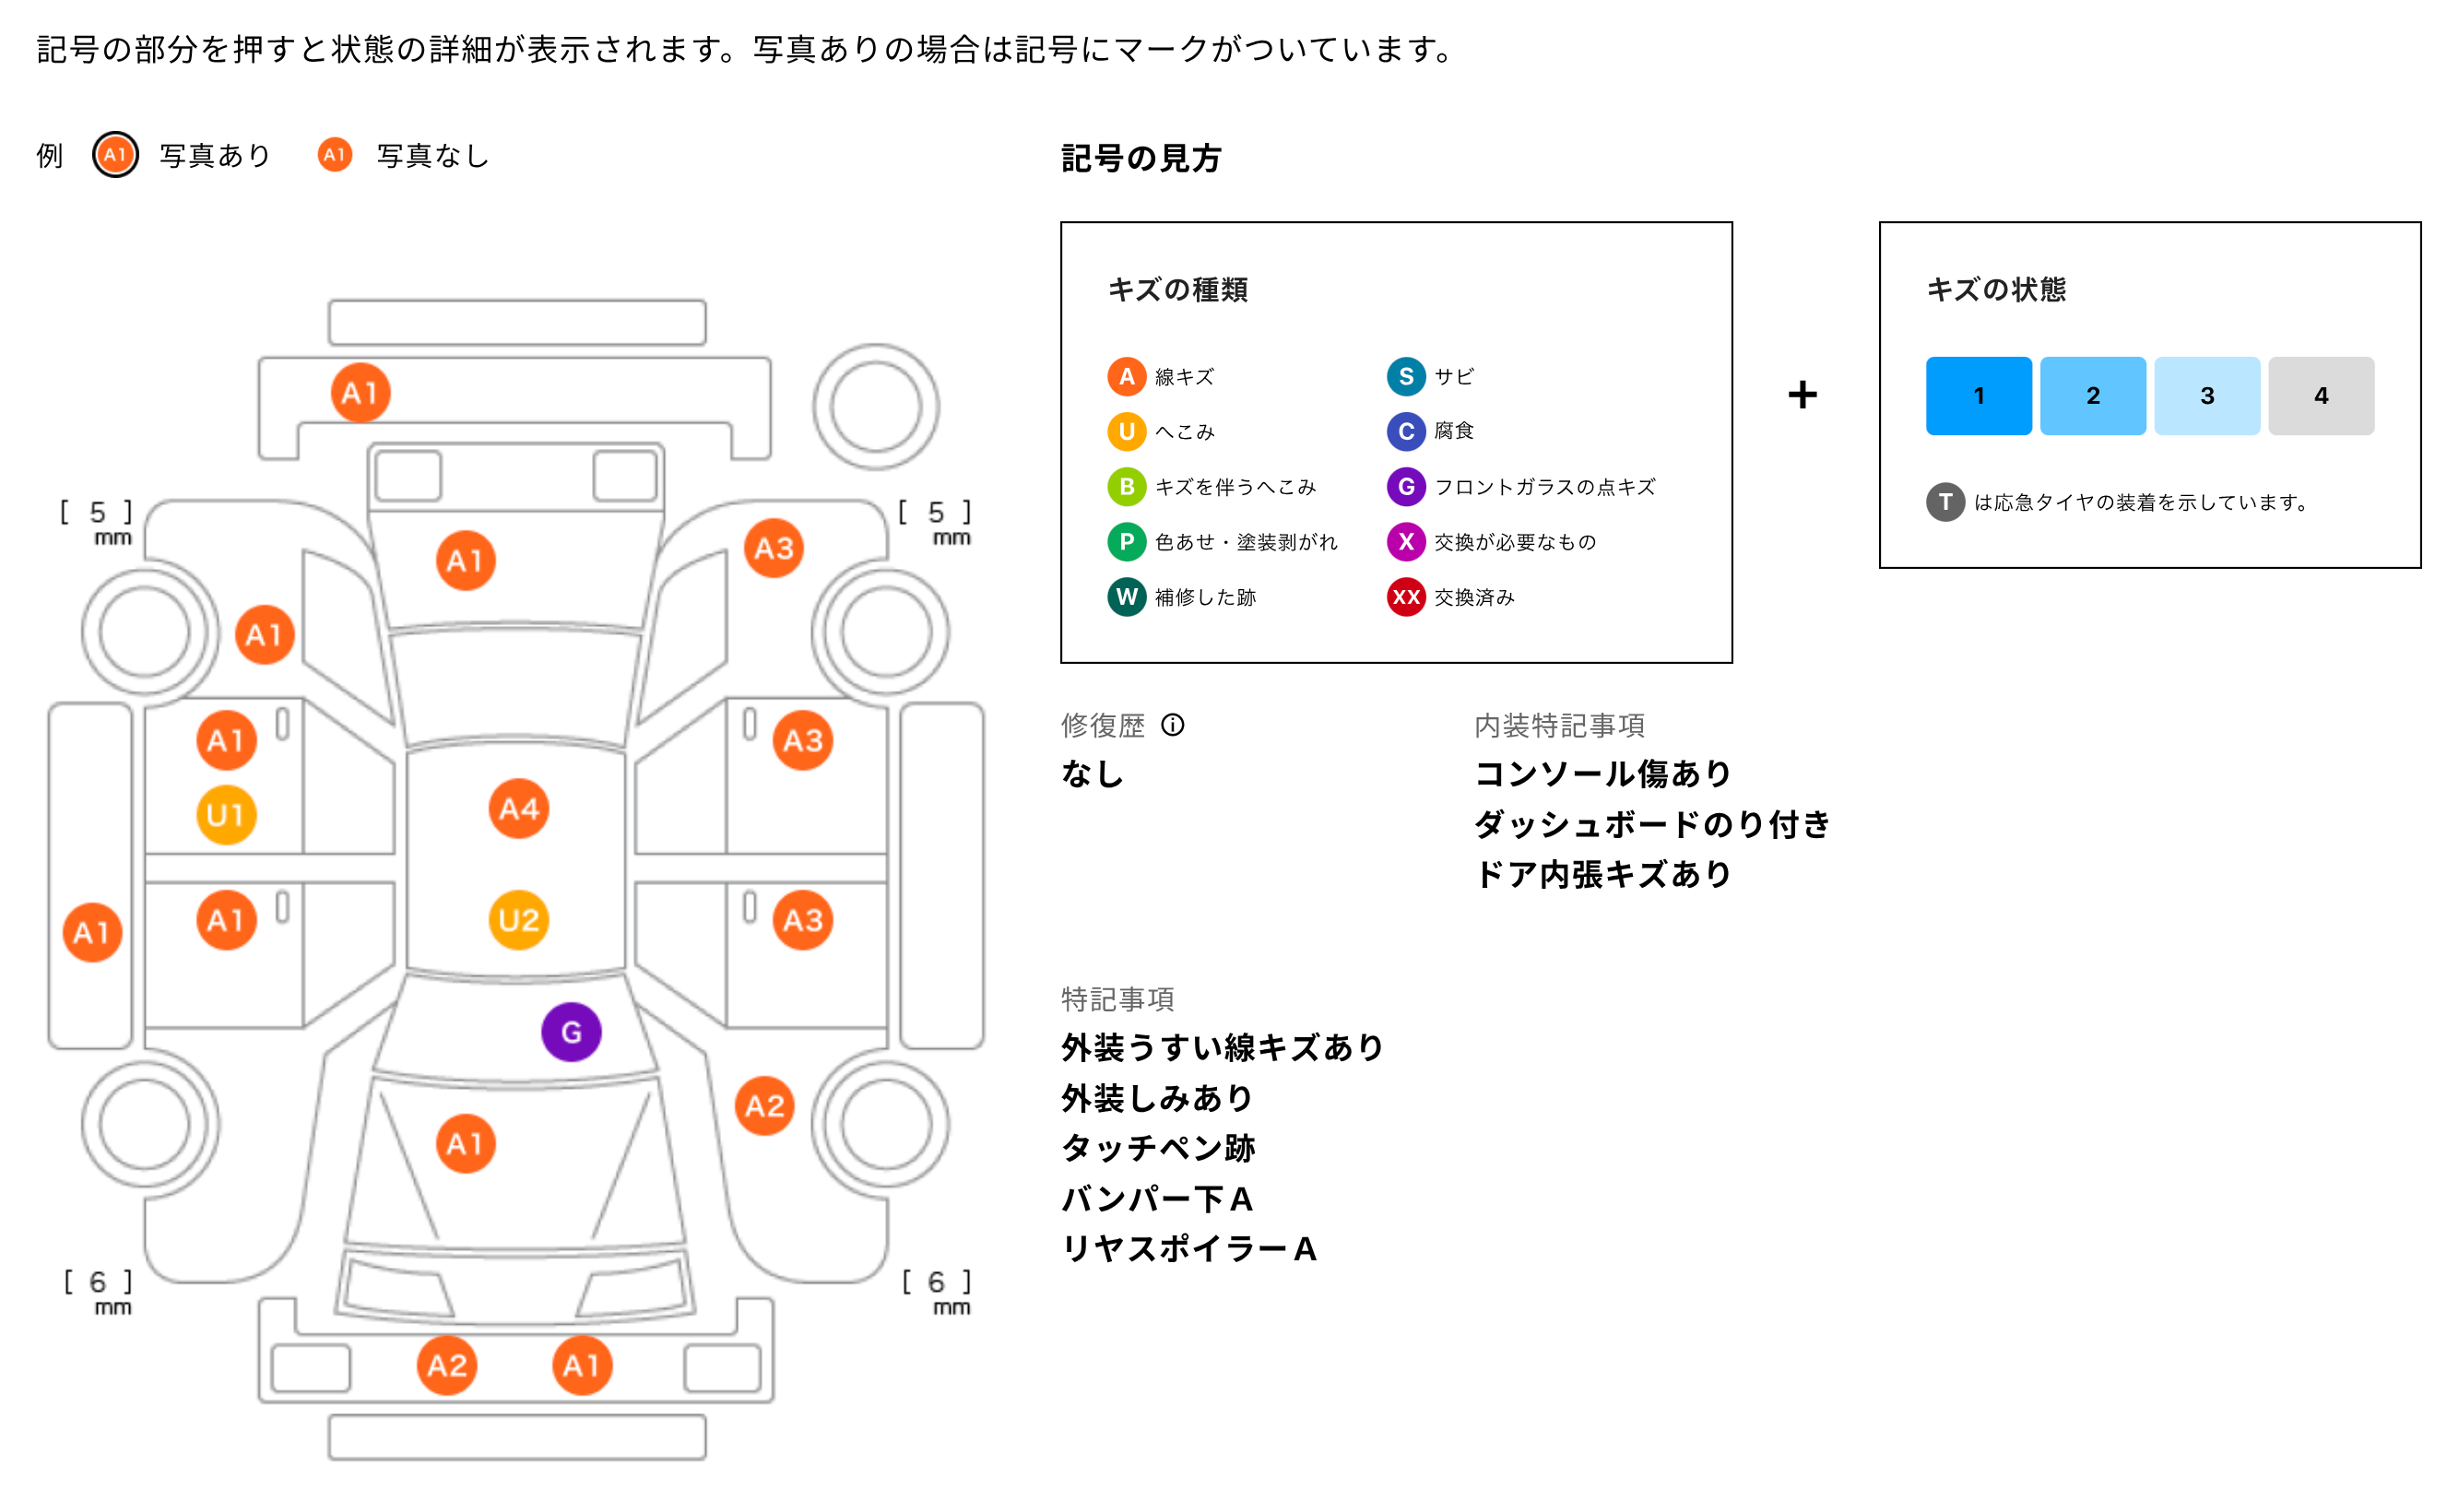 記号の部分を押すと状態の詳細が表示されます。写真ありの場合は記号にマークがついています。
例 A1 写真あり A1 写真なし
記号の見方
キズの種類
A 線キズ
U へこみ
B キズを伴うへこみ
P 色あせ・塗装剥がれ
W 補修した跡
S サビ
C 腐食
G フロントガラスの点キズ
X 交換が必要なもの
XX 交換済み
+
キズの状態
1 2 3 4
T は応急タイヤの装着を示しています。
A1
[ 5 ]
mm
[ 5 ]
mm
A1
A3
A1
A1
A3
U1
A4
A1
A1
U2
A3
G
A2
A1
[ 6 ]
mm
[ 6 ]
mm
A2
A1
修復歴
なし
内装特記事項
コンソール傷あり
ダッシュボードのり付き
ドア内張キズあり
特記事項
外装うすい線キズあり
外装しみあり
タッチペン跡
バンパー下A
リヤスポイラーA